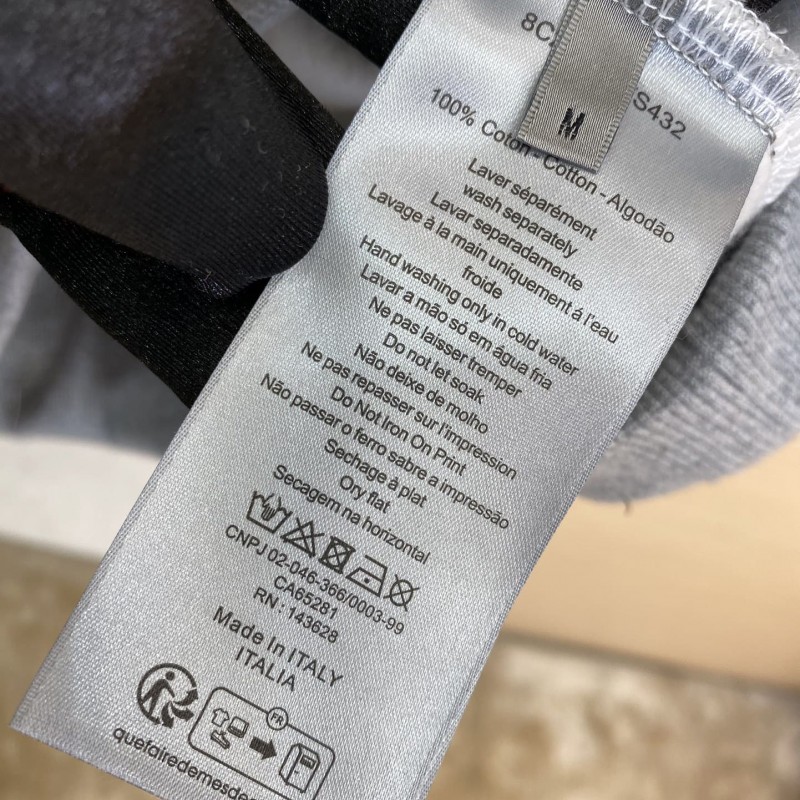 8CA
S432
M
100% Coton - Cotton - Algodão
Laver séparément
wash separately
Lavar separadamente
Lavage à la main uniquement á l'eau
froide
Hand washing only in cold water
Lavar a mão só em água fria
Ne pas laisser tremper
Do not let soak
Não deixe de molho
Ne pas repasser sur l'impression
Do Not Iron On Print
Não passar o ferro sabre a impressão
Sechage à plat
Ory flat
Secagem na horizontal
CNPJ 02-046-366/0003-99
CA65281
RN : 143628
Made In ITALY
ITALIA
FR
quefairedemesde